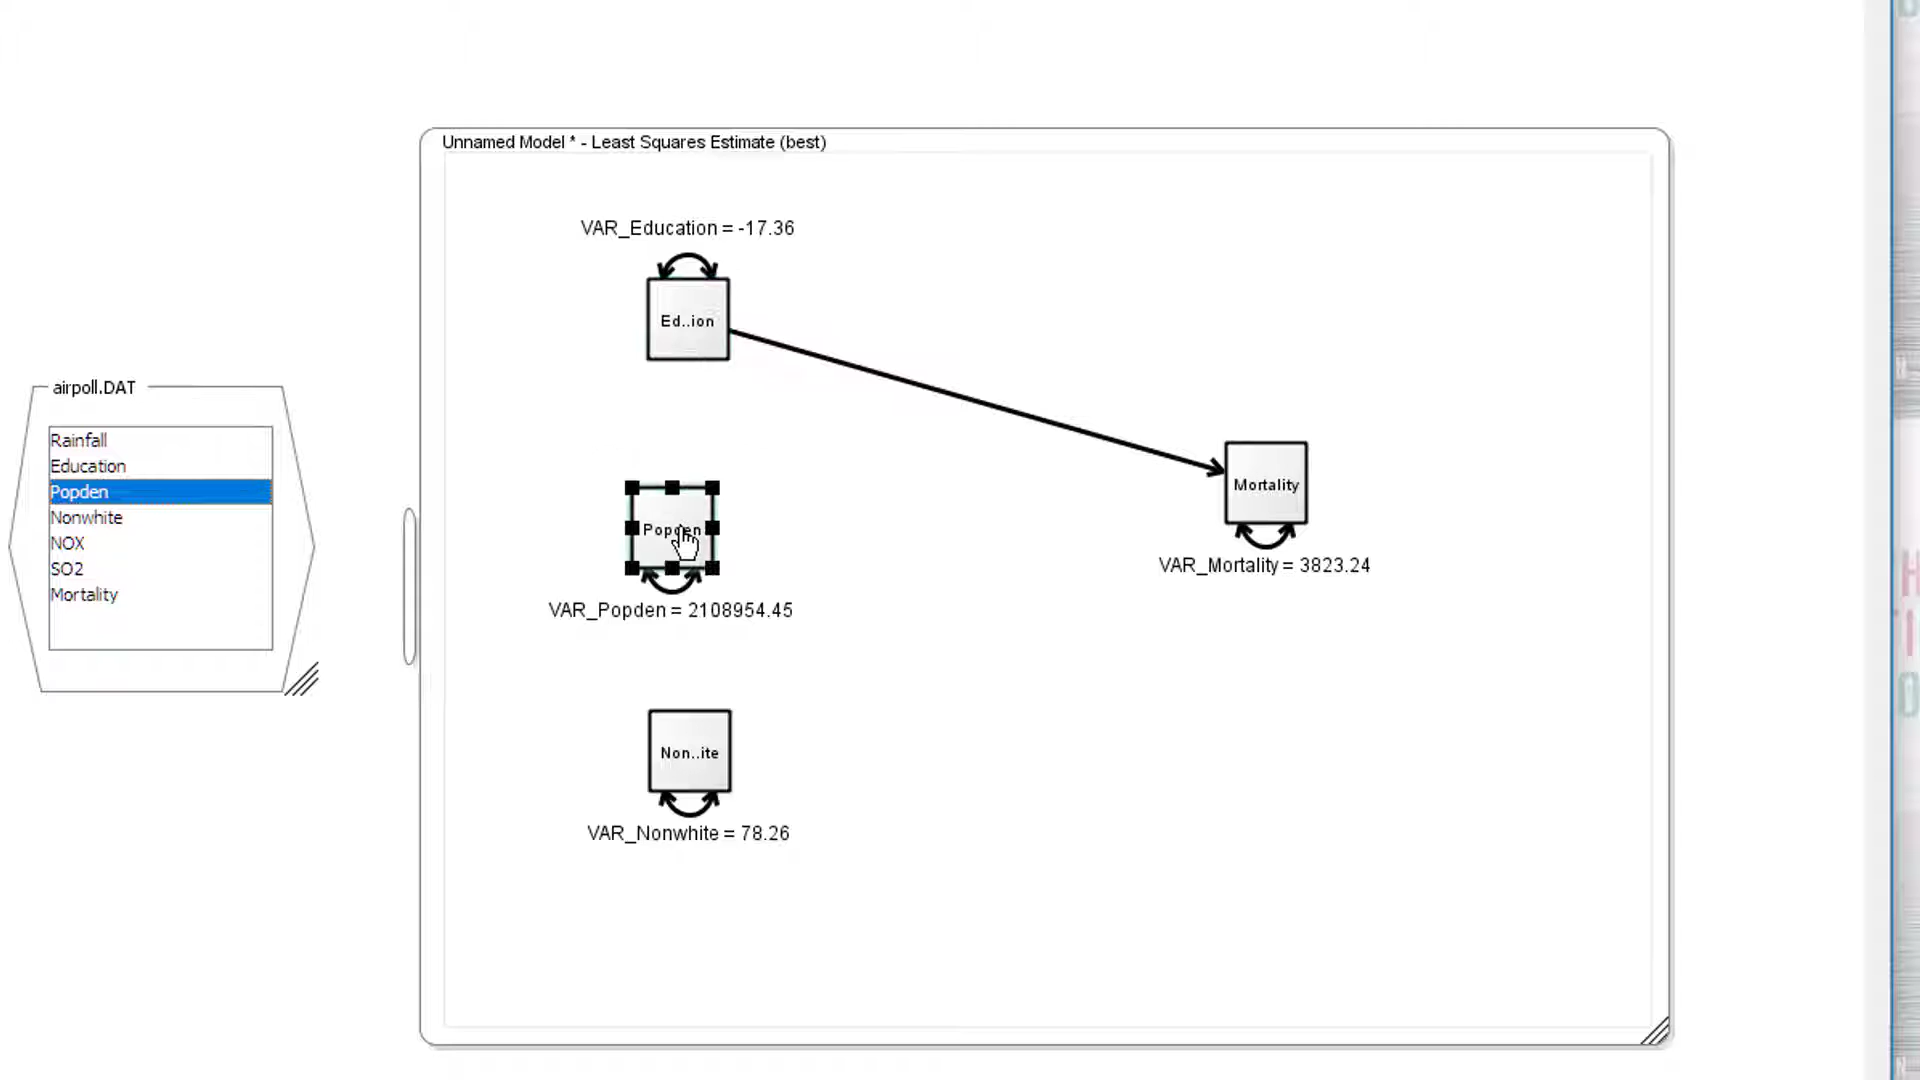 Unnamed Model * - Least Squares Estimate (best)
VAR_Education = -17.36
Ed..ion
airpoll.DAT
Rainfall
Education
Popden
Nonwhite
NOX
SO2
Mortality
Popden
VAR_Popden = 2108954.45
Mortality
VAR_Mortality = 3823.24
Non..ite
VAR_Nonwhite = 78.26